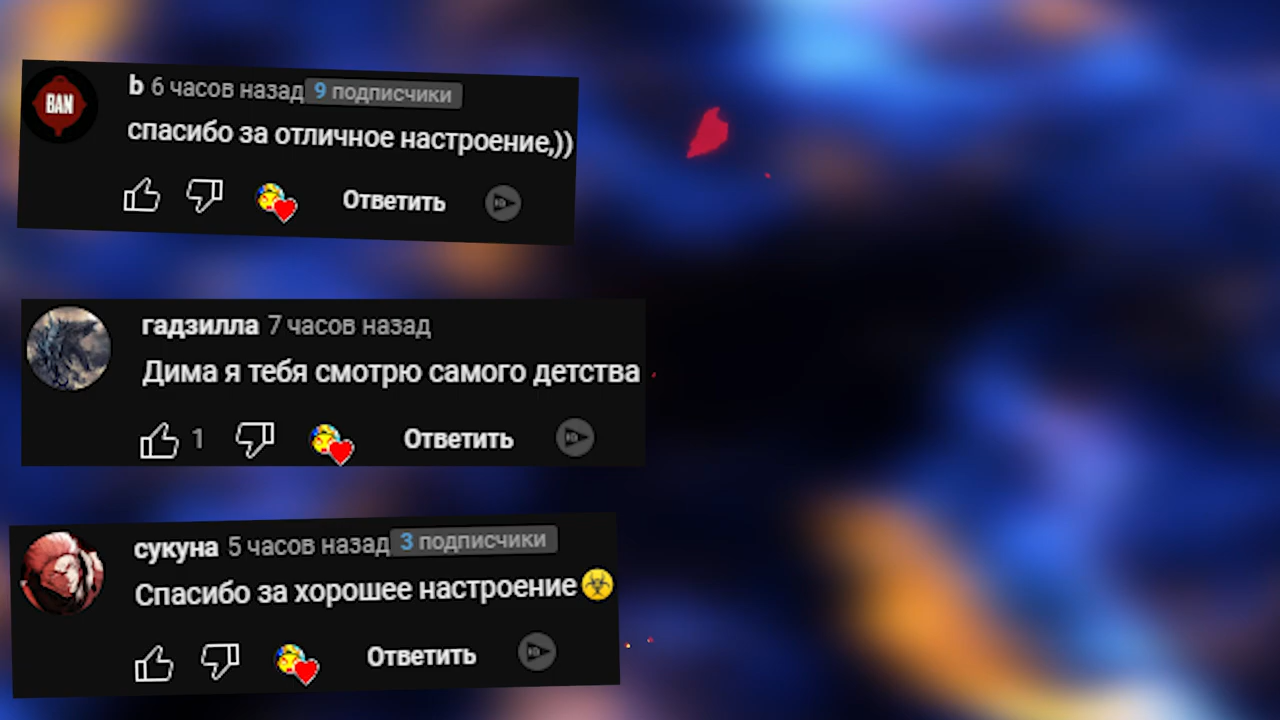 BAN
b 6 часов назад 9 подписчики
спасибо за отличное настроение,))
Ответить
гадзилла 7 часов назад
Дима я тебя смотрю самого детства
1
Ответить
сукуна 5 часов назад 3 подписчики
Спасибо за хорошее настроение☣
Ответить